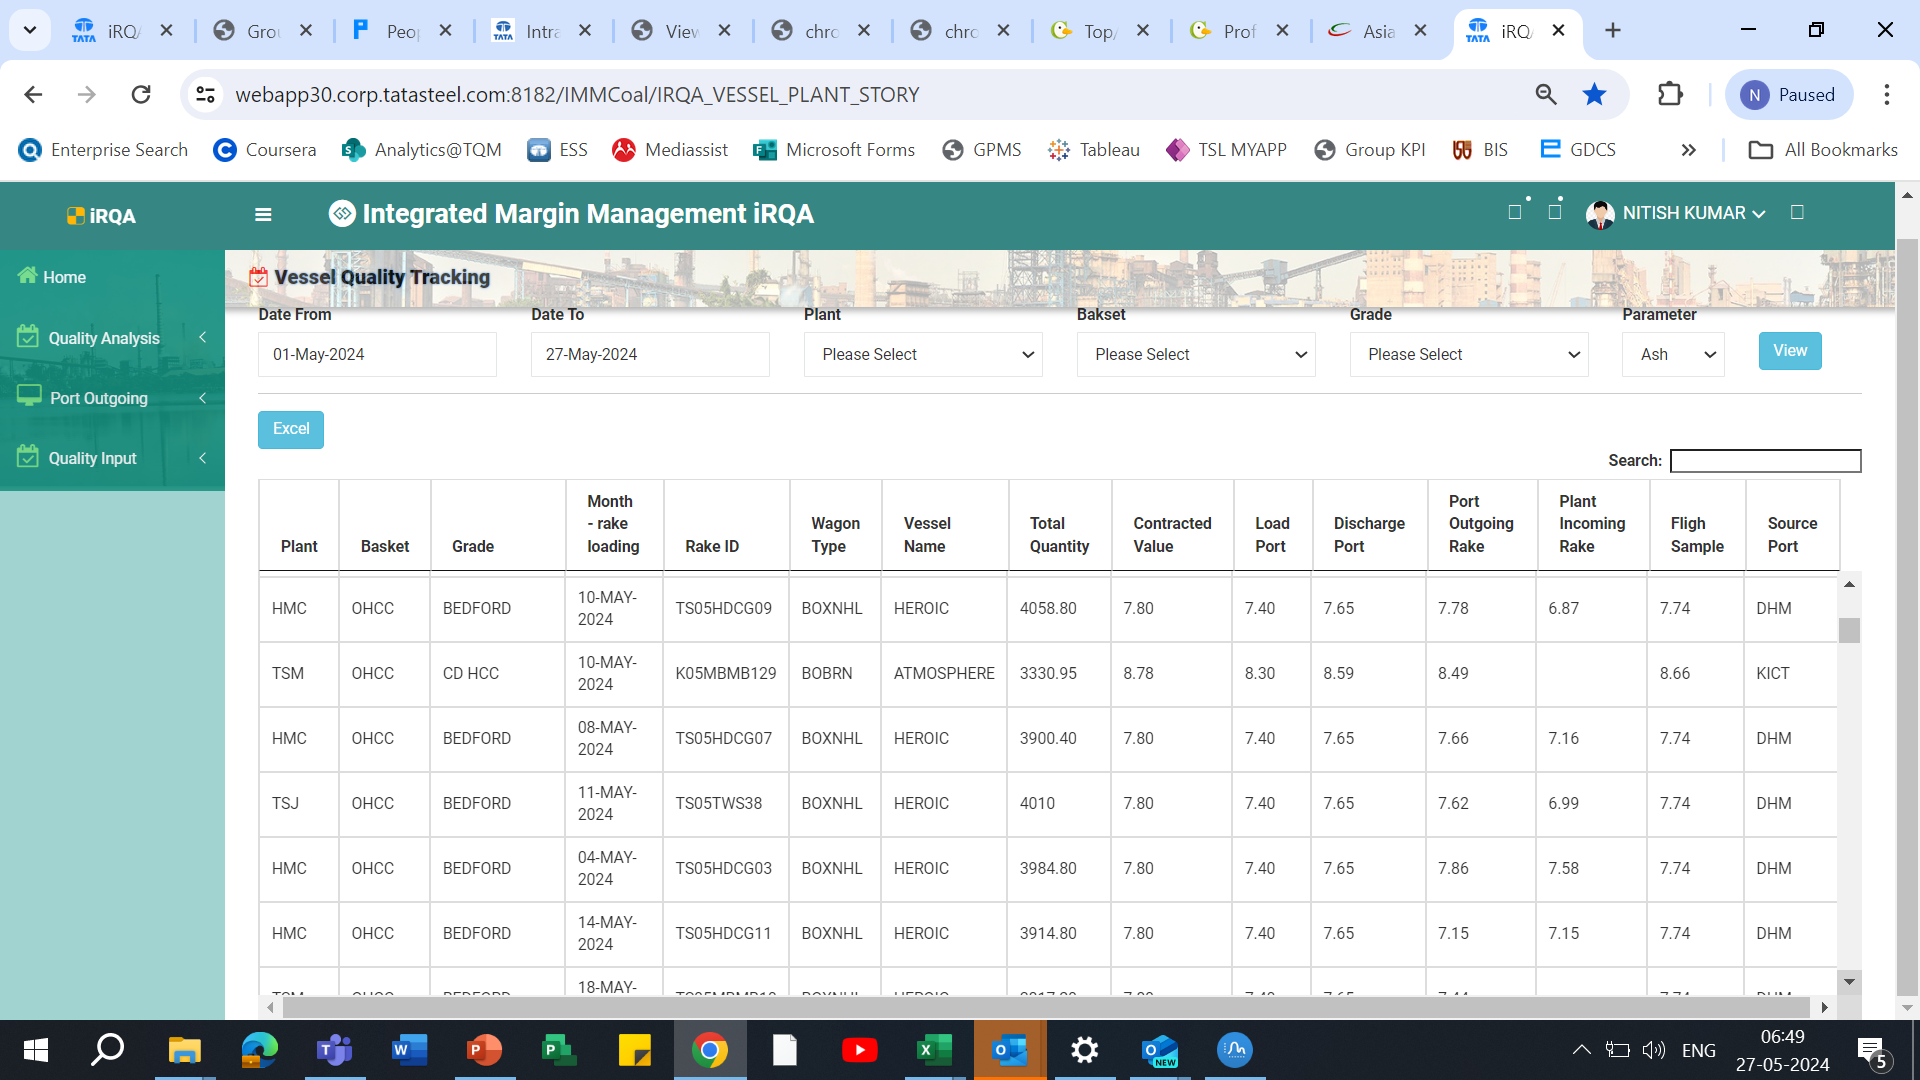 iRQA
Grou
Peop
Intra
View
chro
chro
Top/
Prof
Asia
iRQA
webapp30.corp.tatasteel.com:8182/IMMCoal/IRQA_VESSEL_PLANT_STORY
N Paused
Enterprise Search Coursera Analytics@TQM ESS Mediassist Microsoft Forms GPMS Tableau TSL MYAPP Group KPI BIS GDCS » All Bookmarks
iRQA
Integrated Margin Management iRQA
NITISH KUMAR
Home
Quality Analysis
Port Outgoing
Quality Input
Vessel Quality Tracking
Date From Date To Plant Bakset Grade Parameter
01-May-2024 27-May-2024 Please Select Please Select Please Select Ash View
Excel
Search:
Plant Basket Grade Month - rake loading Rake ID Wagon Type Vessel Name Total Quantity Contracted Value Load Port Discharge Port Port Outgoing Rake Plant Incoming Rake Fligh Sample Source Port
HMC OHCC BEDFORD 10-MAY-2024 TS05HDCG09 BOXNHL HEROIC 4058.80 7.80 7.40 7.65 7.78 6.87 7.74 DHM
TSM OHCC CD HCC 10-MAY-2024 K05MBMB129 BOBRN ATMOSPHERE 3330.95 8.78 8.30 8.59 8.49 8.66 KICT
HMC OHCC BEDFORD 08-MAY-2024 TS05HDCG07 BOXNHL HEROIC 3900.40 7.80 7.40 7.65 7.66 7.16 7.74 DHM
TSJ OHCC BEDFORD 11-MAY-2024 TS05TWS38 BOXNHL HEROIC 4010 7.80 7.40 7.65 7.62 6.99 7.74 DHM
HMC OHCC BEDFORD 04-MAY-2024 TS05HDCG03 BOXNHL HEROIC 3984.80 7.80 7.40 7.65 7.86 7.58 7.74 DHM
HMC OHCC BEDFORD 14-MAY-2024 TS05HDCG11 BOXNHL HEROIC 3914.80 7.80 7.40 7.65 7.15 7.15 7.74 DHM
18-MAY-
ENG
06:49
27-05-2024
5